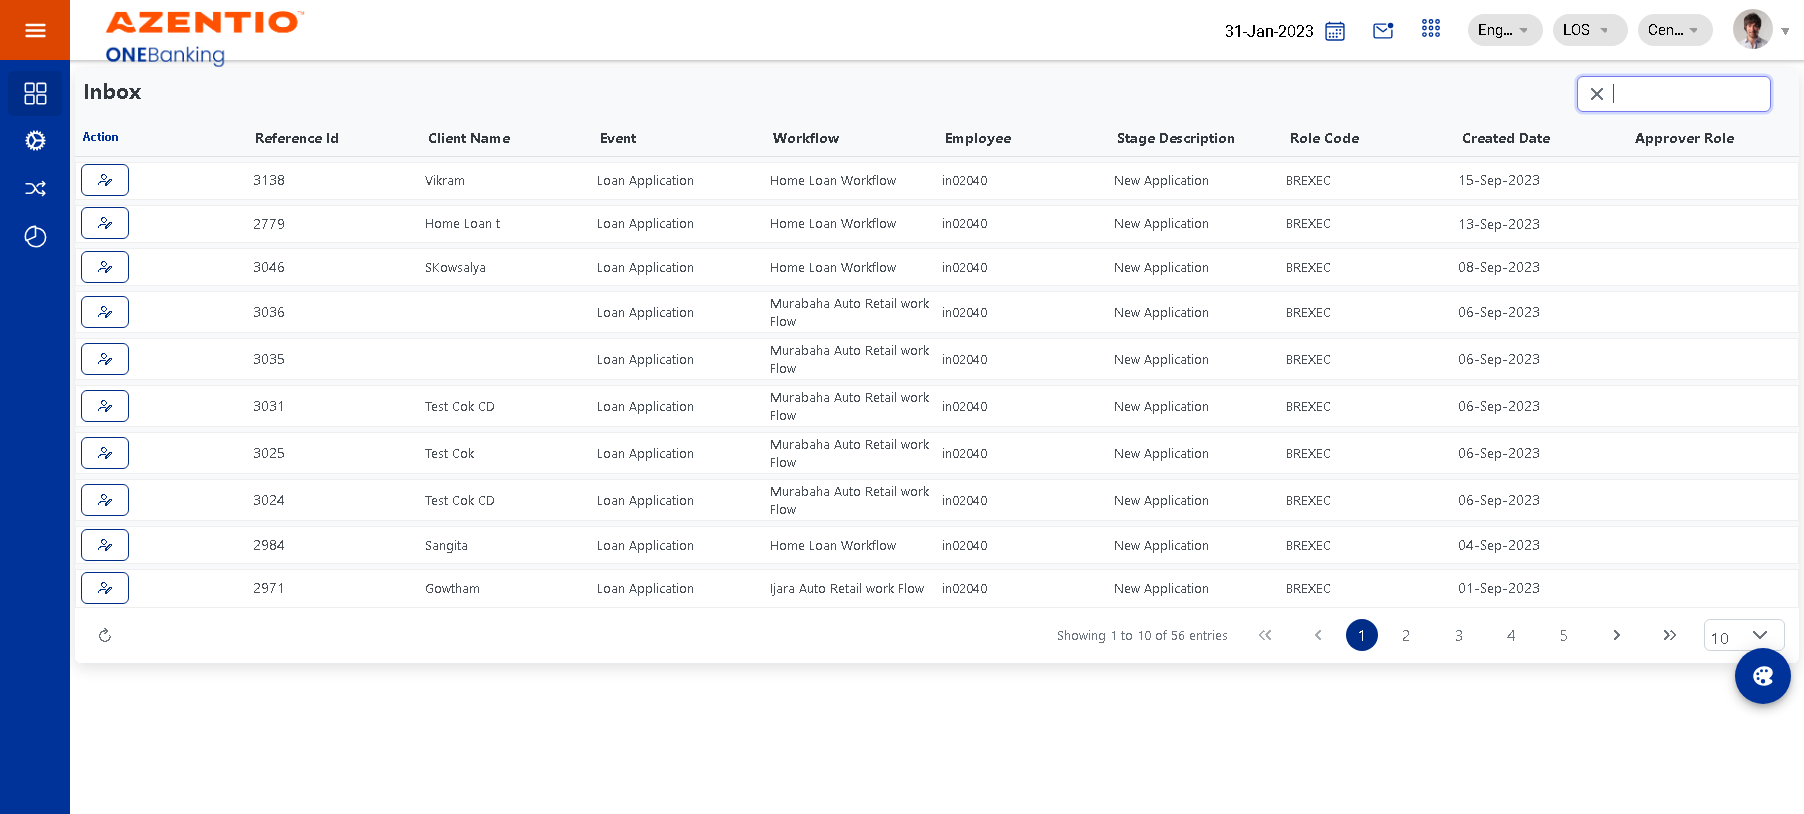 AZENTIO™
ONEBanking
31-Jan-2023 Eng... LOS Cen...
Inbox
Action Reference Id Client Name Event Workflow Employee Stage Description Role Code Created Date Approver Role
3138 Vikram Loan Application Home Loan Workflow in02040 New Application BREXEC 15-Sep-2023
2779 Home Loan t Loan Application Home Loan Workflow in02040 New Application BREXEC 13-Sep-2023
3046 SKowsalya Loan Application Home Loan Workflow in02040 New Application BREXEC 08-Sep-2023
3036 Loan Application Murabaha Auto Retail work Flow in02040 New Application BREXEC 06-Sep-2023
3035 Loan Application Murabaha Auto Retail work Flow in02040 New Application BREXEC 06-Sep-2023
3031 Test Cok CD Loan Application Murabaha Auto Retail work Flow in02040 New Application BREXEC 06-Sep-2023
3025 Test Cok Loan Application Murabaha Auto Retail work Flow in02040 New Application BREXEC 06-Sep-2023
3024 Test Cok CD Loan Application Murabaha Auto Retail work Flow in02040 New Application BREXEC 06-Sep-2023
2984 Sangita Loan Application Home Loan Workflow in02040 New Application BREXEC 04-Sep-2023
2971 Gowtham Loan Application Ijara Auto Retail work Flow in02040 New Application BREXEC 01-Sep-2023
Showing 1 to 10 of 56 entries 1 2 3 4 5 10